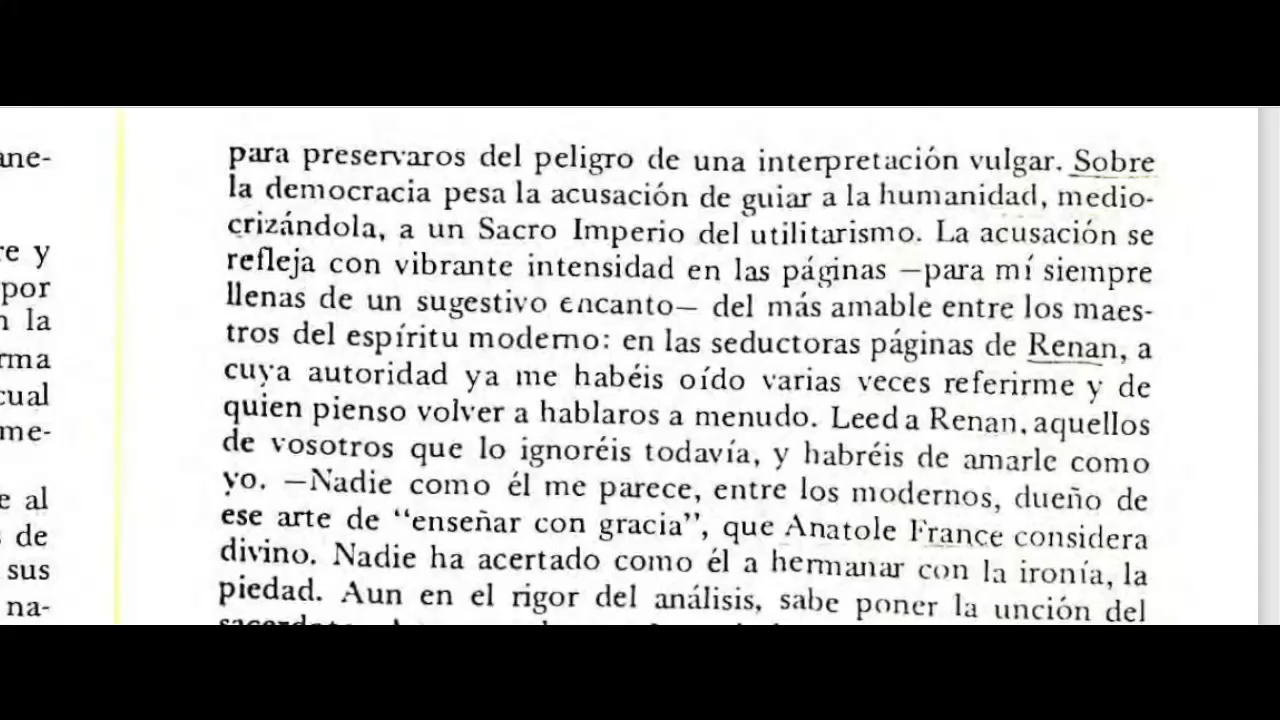 ane-
re y
por
n la
rma
cual
me-
e al
de
sus
na-
para preservaros del peligro de una interpretación vulgar. Sobre
la democracia pesa la acusación de guiar a la humanidad, medio-
crizándola, a un Sacro Imperio del utilitarismo. La acusación se
refleja con vibrante intensidad en las páginas —para mí siempre
llenas de un sugestivo encanto— del más amable entre los maes-
tros del espíritu moderno: en las seductoras páginas de Renan, a
cuya autoridad ya me habéis oído varias veces referirme y de
quien pienso volver a hablaros a menudo. Leed a Renan, aquellos
de vosotros que lo ignoréis todavía, y habréis de amarle como
yo. —Nadie como él me parece, entre los modernos, dueño de
ese arte de “enseñar con gracia”, que Anatole France considera
divino. Nadie ha acertado como él a hermanar con la ironía, la
piedad. Aun en el rigor del análisis, sabe poner la unción del